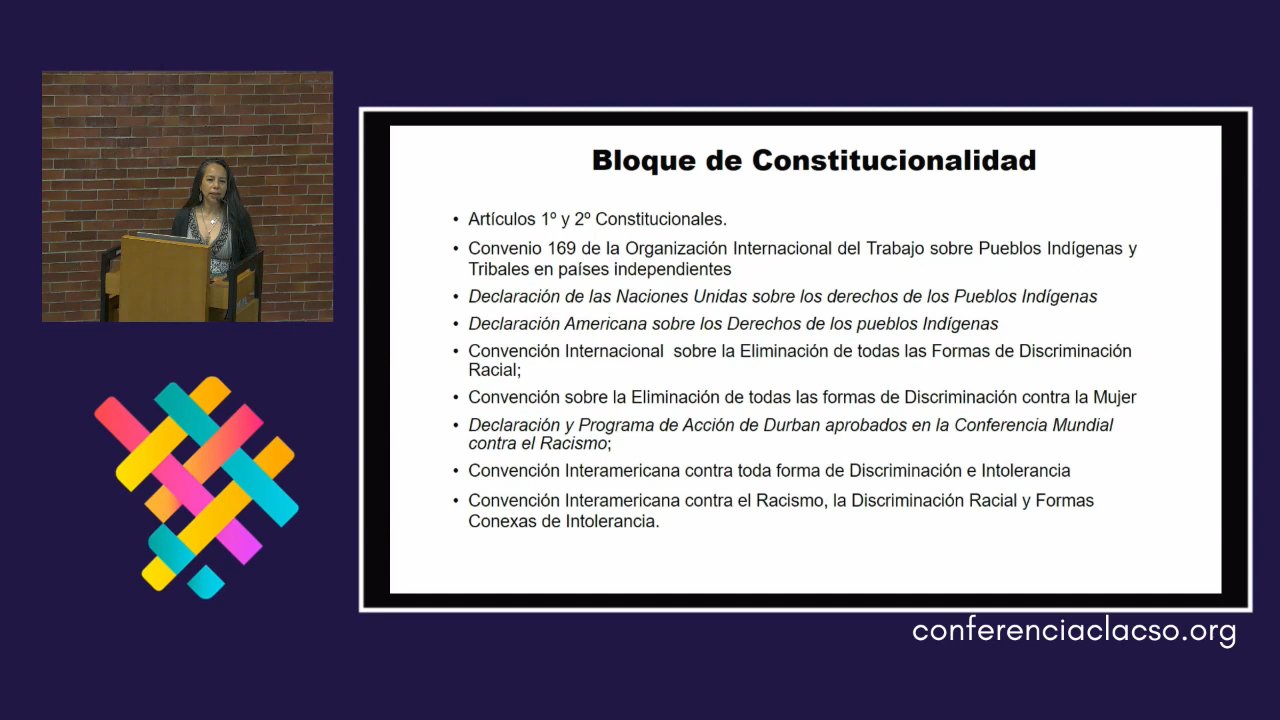 Bloque de Constitucionalidad
• Artículos 1º y 2º Constitucionales.
• Convenio 169 de la Organización Internacional del Trabajo sobre Pueblos Indígenas y
Tribales en países independientes
• Declaración de las Naciones Unidas sobre los derechos de los Pueblos Indígenas
• Declaración Americana sobre los Derechos de los pueblos Indígenas
• Convención Internacional  sobre la Eliminación de todas las Formas de Discriminación
Racial;
• Convención sobre la Eliminación de todas las formas de Discriminación contra la Mujer
• Declaración y Programa de Acción de Durban aprobados en la Conferencia Mundial
contra el Racismo;
• Convención Interamericana contra toda forma de Discriminación e Intolerancia
• Convención Interamericana contra el Racismo, la Discriminación Racial y Formas
Conexas de Intolerancia.
conferenciaclacso.org